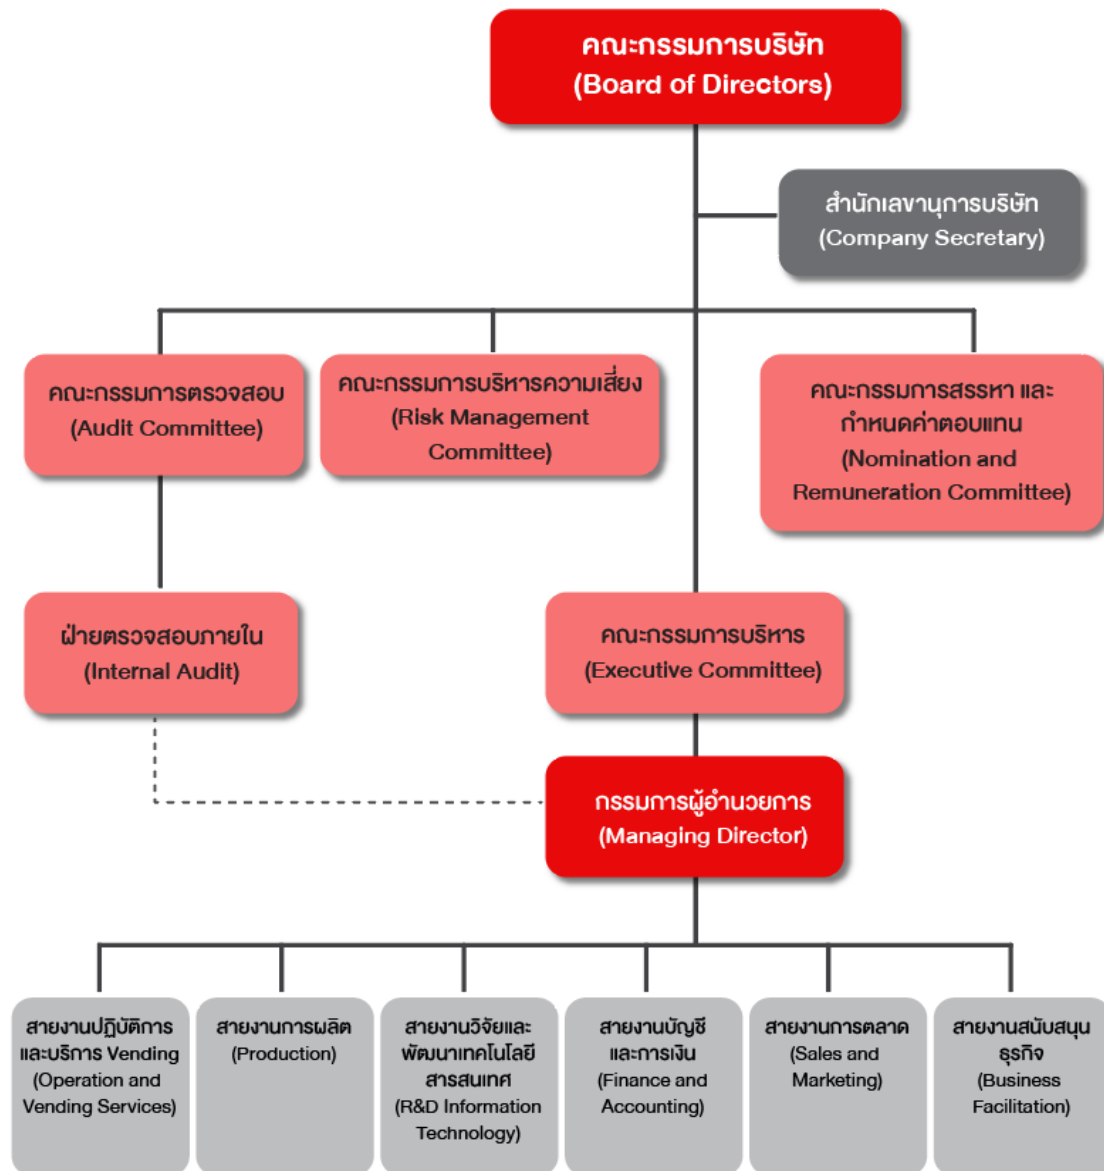 คณะกรรมการบริษัท
(Board of Directors)
สำนักเลขานุการบริษัท
(Company Secretary)
คณะกรรมการตรวจสอบ
(Audit Committee)
คณะกรรมการบริหารความเสี่ยง
(Risk Management
Committee)
คณะกรรมการสรรหา และ
กำหนดค่าตอบแทน
(Nomination and
Remuneration Committee)
ฝ่ายตรวจสอบภายใน
(Internal Audit)
คณะกรรมการบริหาร
(Executive Committee)
กรรมการผู้อำนวยการ
(Managing Director)
สายงานปฏิบัติการ
และบริการ Vending
(Operation and
Vending Services)
สายงานการผลิต
(Production)
สายงานวิจัยและ
พัฒนาเทคโนโลยี
สารสนเทศ
(R&D Information
Technology)
สายงานบัญชี
และการเงิน
(Finance and
Accounting)
สายงานการตลาด
(Sales and
Marketing)
สายงานสนับสนุน
ธุรกิจ
(Business
Facilitation)